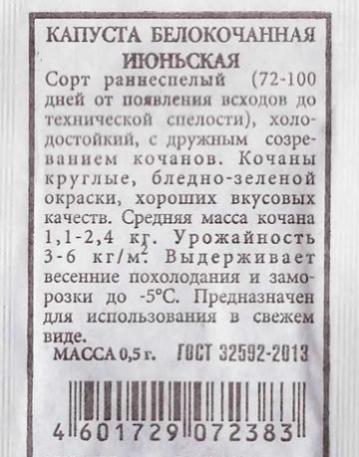 КАПУСТА БЕЛОКОЧАННАЯ
ИЮНЬСКАЯ
Сорт раннеспелый (72-100
дней от появления всходов до
технической спелости), холо-
достойкий, с дружным созре-
ванием кочанов. Кочаны
круглые, бледно-зеленой
окраски, хороших вкусовых
качеств. Средняя масса кочана
1,1-2,4 кг. Урожайность
3-6 кг/м². Выдерживает
весенние похолодания и замо-
розки до -5°С. Предназначен
для использования в свежем
виде.
МАССА 0,5 г. ГОСТ 32592-2013
4 601729 072383